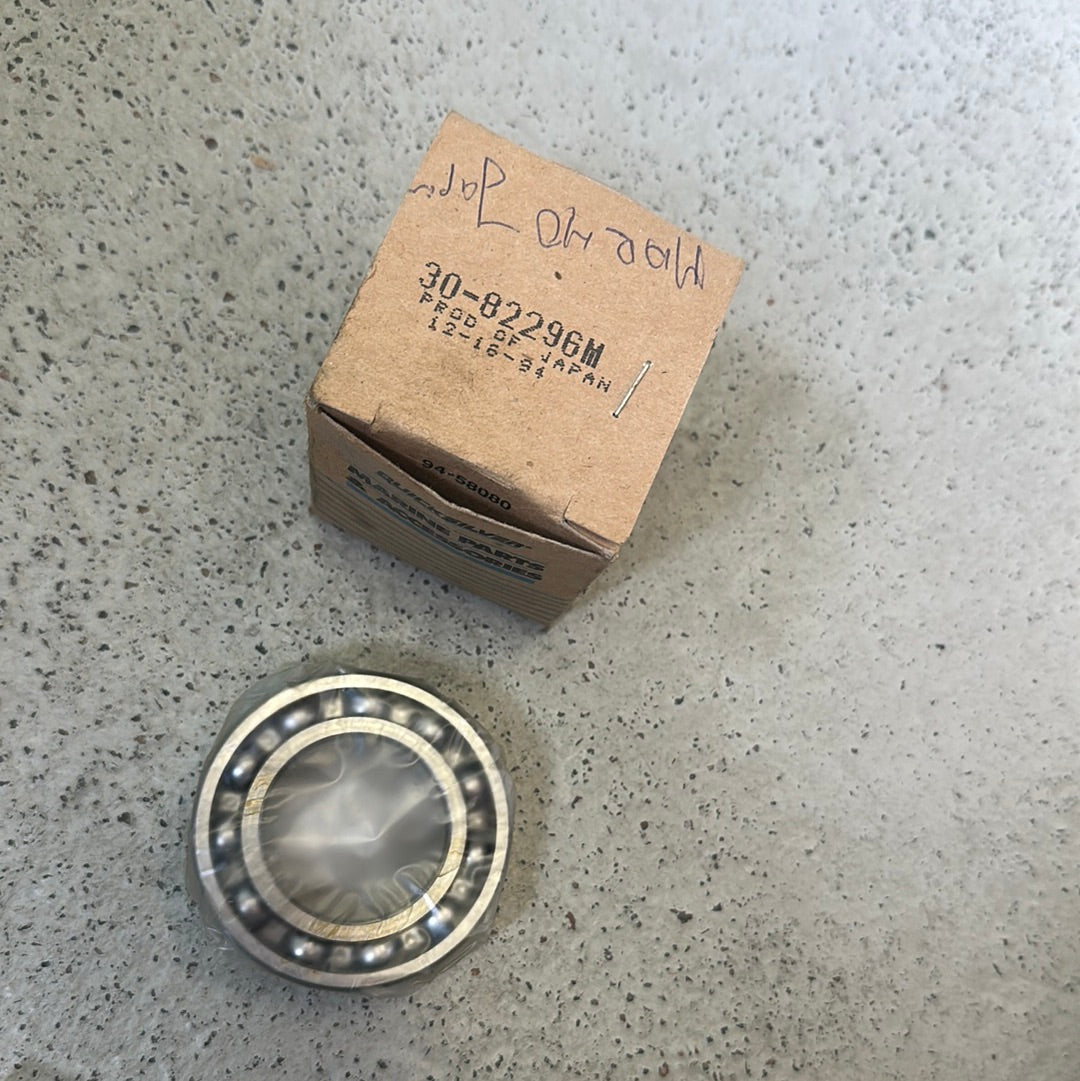 30-82296M
PROD OF JAPAN
12-16-94
94-58080
QUICKSILVER
MARINE PARTS
& ACCESSORIES